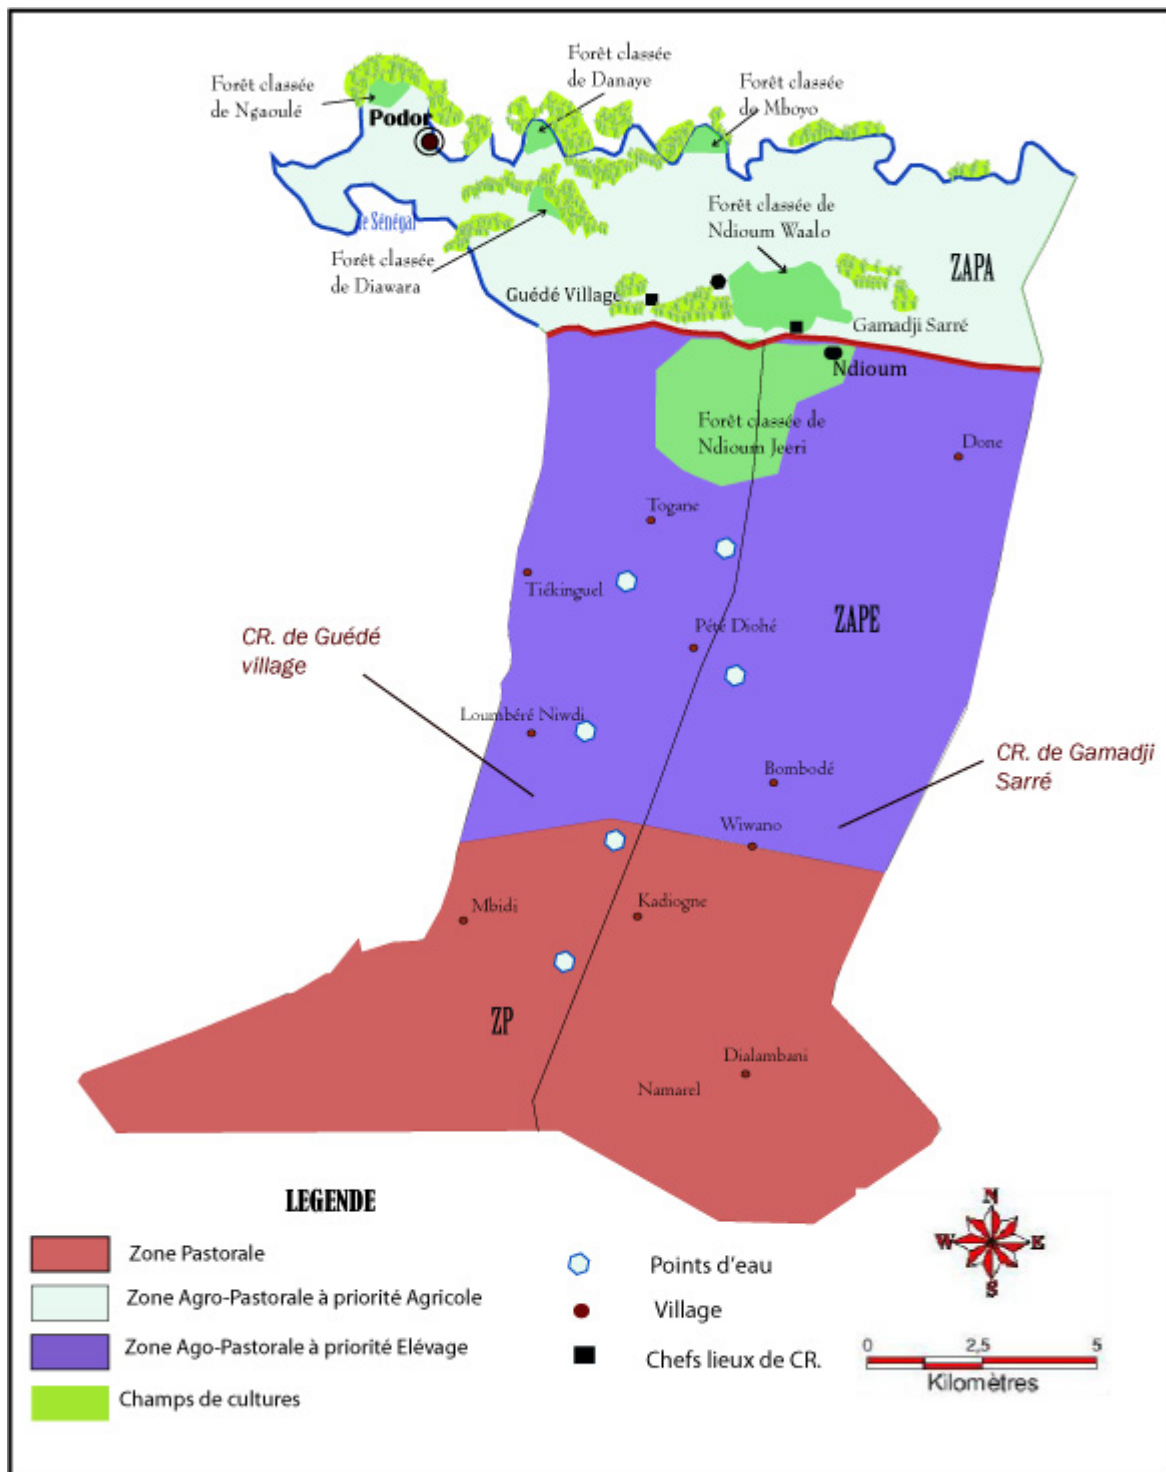 Forêt classée
de Danaye
Forêt classée
de Ngaoulé
Forêt classée
de Mboyo
Podor
Forêt classée de
Ndioum Waalo
le Sénégal
Forêt classée
de Diawara
ZAPA
Guédé Village
Gamadji Sarré
Ndioum
Forêt classée de
Ndioum Jeeri
Done
Togane
Tiékinguel
ZAPE
Pété Diohé
CR. de Guédé
village
Loumbéré Niwdi
CR. de Gamadji
Sarré
Bombodé
Wiwano
Mbidi
Kadiogne
ZP
Dialambani
Namarel
LEGENDE
Zone Pastorale
Zone Agro-Pastorale à priorité Agricole
Zone Ago-Pastorale à priorité Elévage
Champs de cultures
Points d'eau
Village
Chefs lieux de CR.
N
W E
S
0 2,5 5
Kilomètres